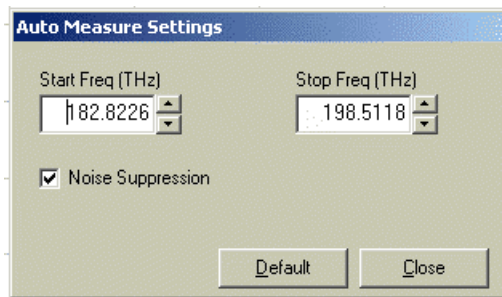 Auto Measure Settings
Start Freq (THz) Stop Freq (THz)
182.8226 198.5118
Noise Suppression
Default Close